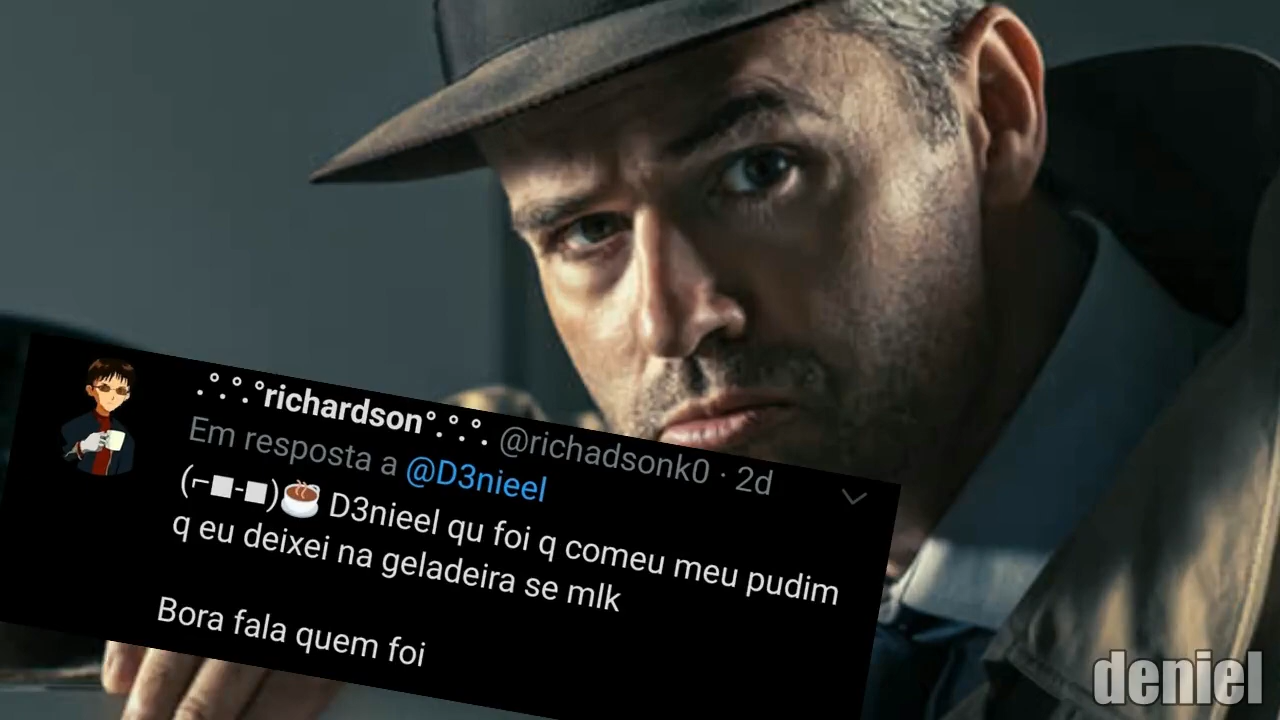 .°.°.°richardson°.°.°. @richadsonk0 · 2d
Em resposta a @D3nieel
(⌐■-■)☕ D3nieel qu foi q comeu meu pudim
q eu deixei na geladeira se mlk
Bora fala quem foi
deniel